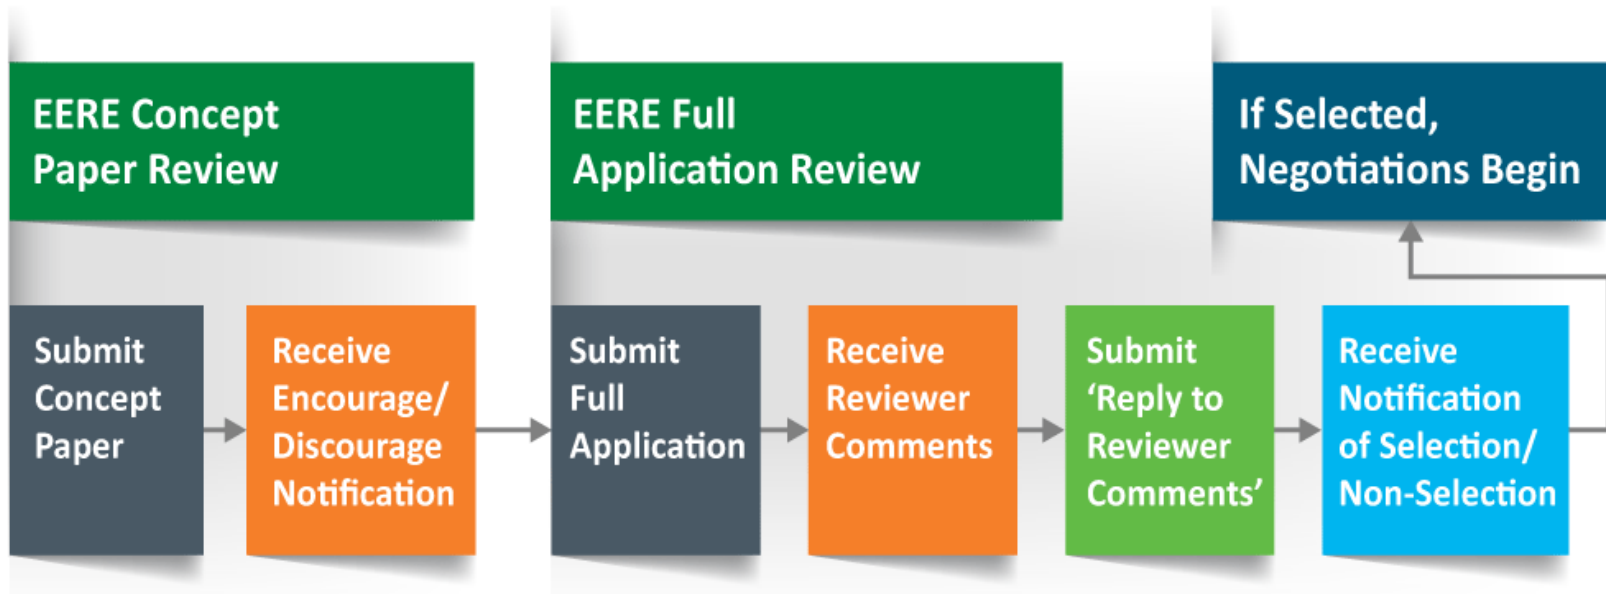 EERE Concept
Paper Review
EERE Full
Application Review
If Selected,
Negotiations Begin
Submit
Concept
Paper
Receive
Encourage/
Discourage
Notification
Submit
Full
Application
Receive
Reviewer
Comments
Submit
‘Reply to
Reviewer
Comments’
Receive
Notification
of Selection/
Non-Selection